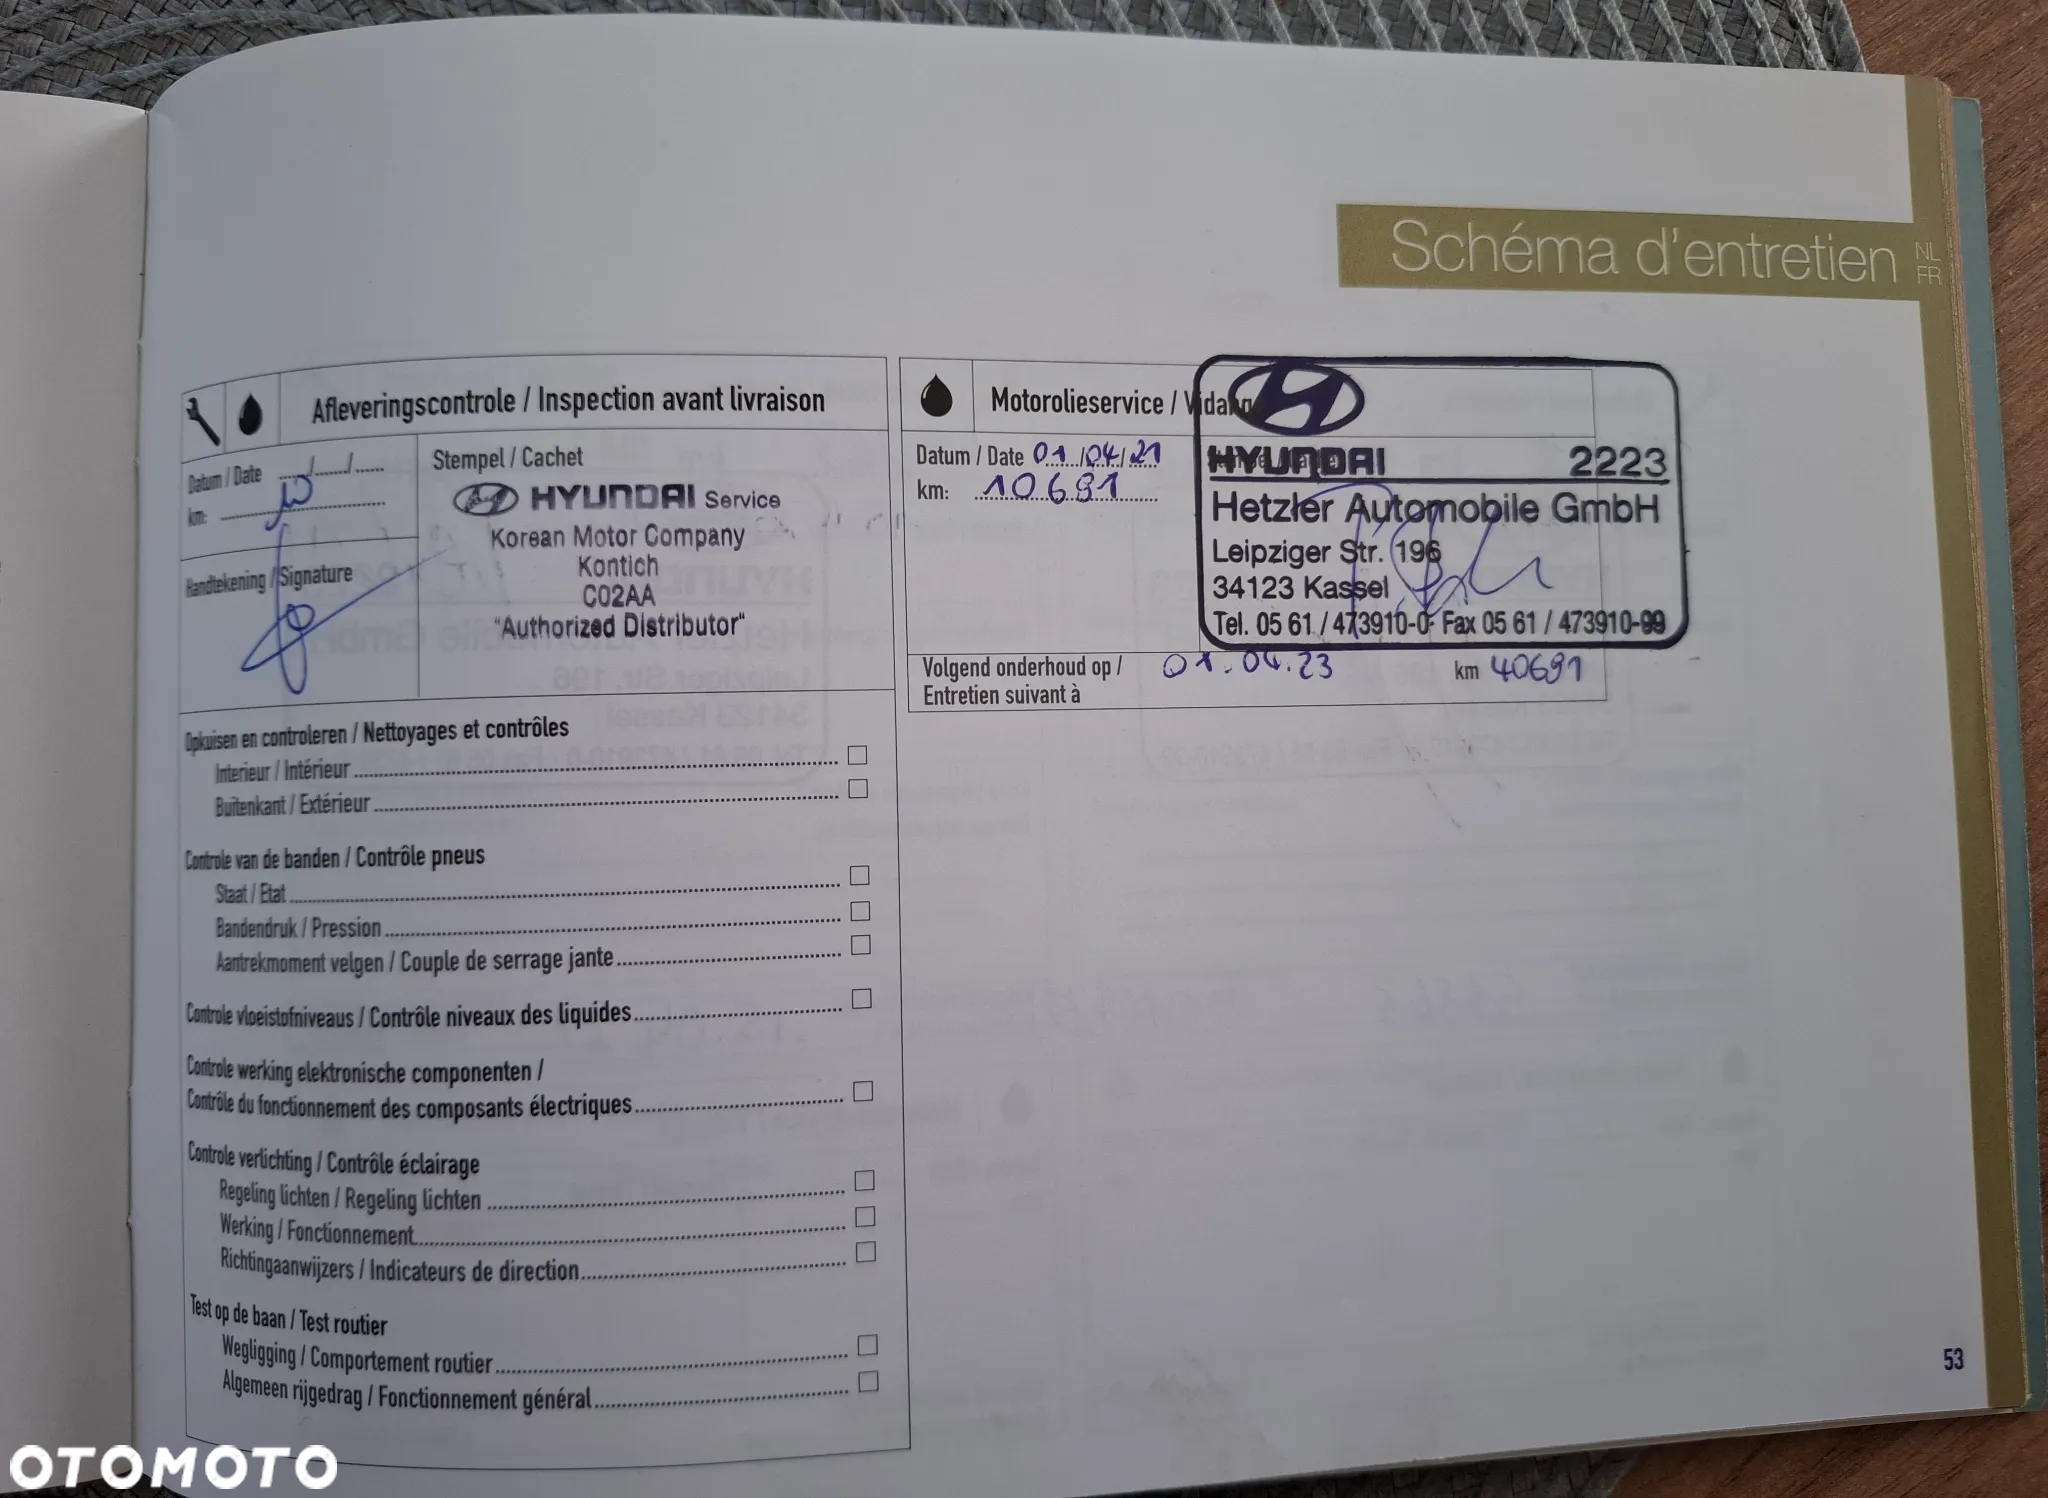 Schéma d'entretien
NL
FR
Afleveringscontrole / Inspection avant livraison
Datum / Date ....../....../......
km:
Handtekening / Signature
Stempel / Cachet
HYUNDAI Service
Korean Motor Company
Kontich
C02AA
"Authorized Distributor"
Opkuisen en controleren / Nettoyages et contrôles
Interieur / Intérieur
Buitenkant / Extérieur
Controle van de banden / Contrôle pneus
Staat / Etat
Bandendruk / Pression
Aantrekmoment velgen / Couple de serrage jante
Controle vloeistofniveaus / Contrôle niveaux des liquides
Controle werking elektronische componenten /
Contrôle du fonctionnement des composants électriques
Controle verlichting / Contrôle éclairage
Regeling lichten / Regeling lichten
Werking / Fonctionnement
Richtingaanwijzers / Indicateurs de direction
Test op de baan / Test routier
Wegligging / Comportement routier
Algemeen rijgedrag / Fonctionnement général
Motorolieservice /
Datum / Date 01/04/21
km: 10691
HYUNDAI 2223
Hetzler Automobile GmbH
Leipziger Str. 196
34123 Kassel
Tel. 05 61 / 473910-0 Fax 05 61 / 473910-99
Volgend onderhoud op / 01.04.23 km 40691
Entretien suivant à
53
OTOMOTO